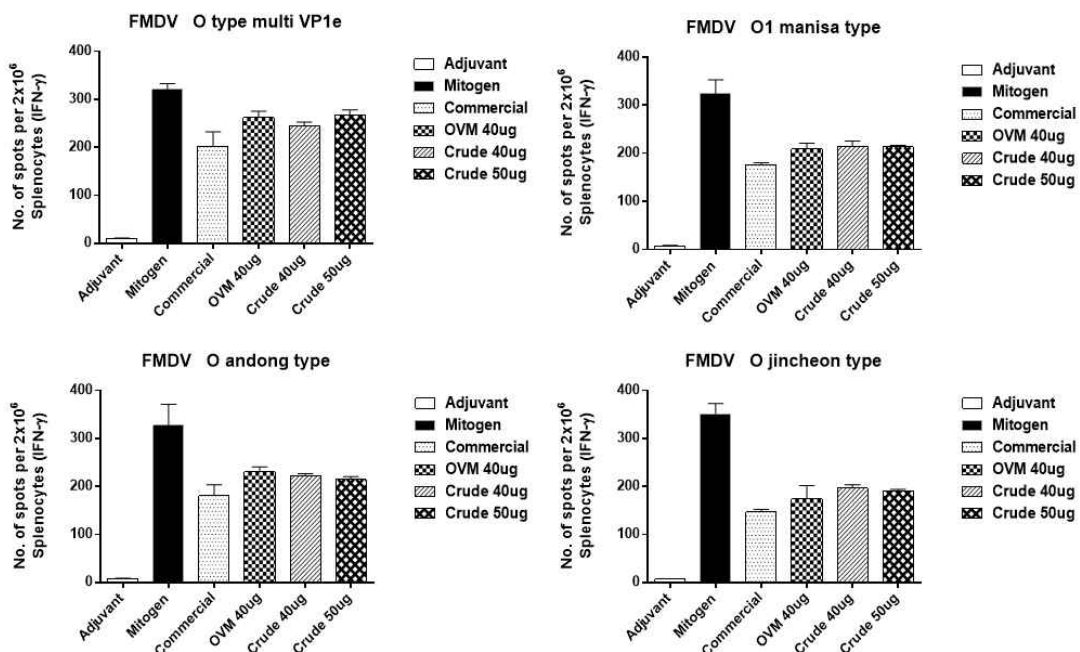 FMDV O type multi VP1e
No. of spots per 2x10⁶
Splenocytes (IFN-γ)
400
300
200
100
0
Adjuvant
Mitogen
Commercial
OVM 40ug
Crude 40ug
Crude 50ug
Adjuvant
Mitogen
Commercial
OVM 40ug
Crude 40ug
Crude 50ug
FMDV O1 manisa type
No. of spots per 2x10⁶
Splenocytes (IFN-γ)
400
300
200
100
0
Adjuvant
Mitogen
Commercial
OVM 40ug
Crude 40ug
Crude 50ug
Adjuvant
Mitogen
Commercial
OVM 40ug
Crude 40ug
Crude 50ug
FMDV O andong type
No. of spots per 2x10⁶
Splenocytes (IFN-γ)
400
300
200
100
0
Adjuvant
Mitogen
Commercial
OVM 40ug
Crude 40ug
Crude 50ug
Adjuvant
Mitogen
Commercial
OVM 40ug
Crude 40ug
Crude 50ug
FMDV O jincheon type
No. of spots per 2x10⁶
Splenocytes (IFN-γ)
400
300
200
100
0
Adjuvant
Mitogen
Commercial
OVM 40ug
Crude 40ug
Crude 50ug
Adjuvant
Mitogen
Commercial
OVM 40ug
Crude 40ug
Crude 50ug